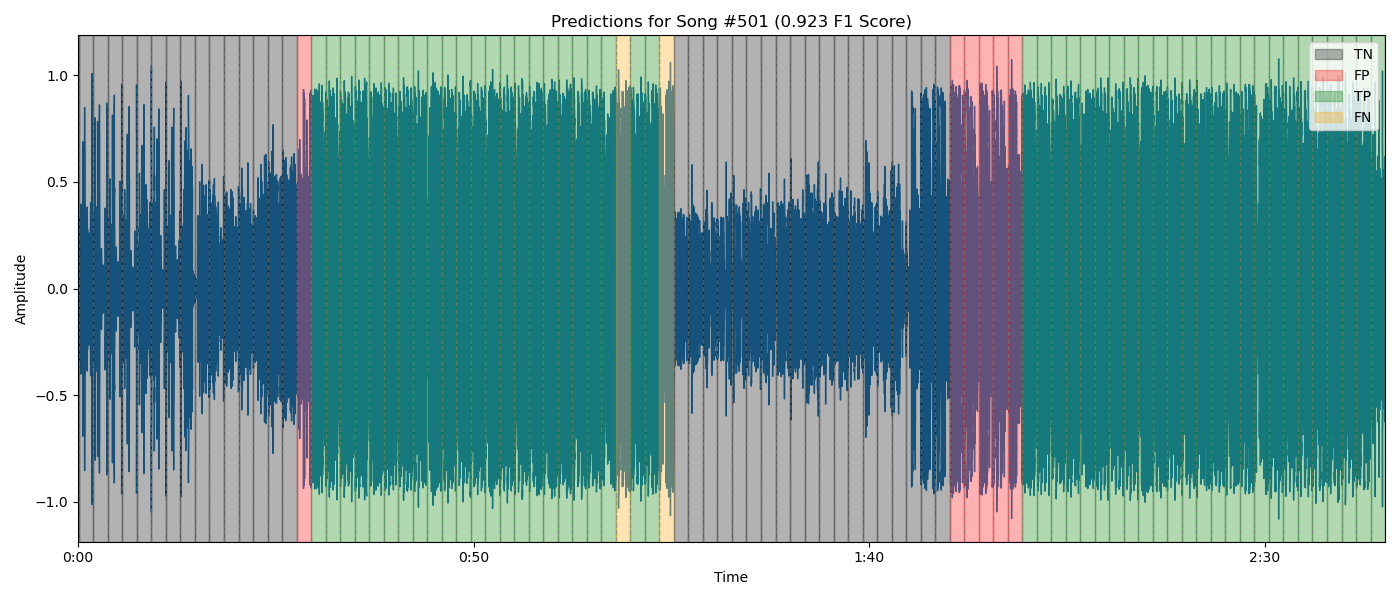 Predictions for Song #501 (0.923 F1 Score)
TN
FP
TP
FN
1.0
0.5
0.0
−0.5
−1.0
Amplitude
0:00
0:50
1:40
2:30
Time